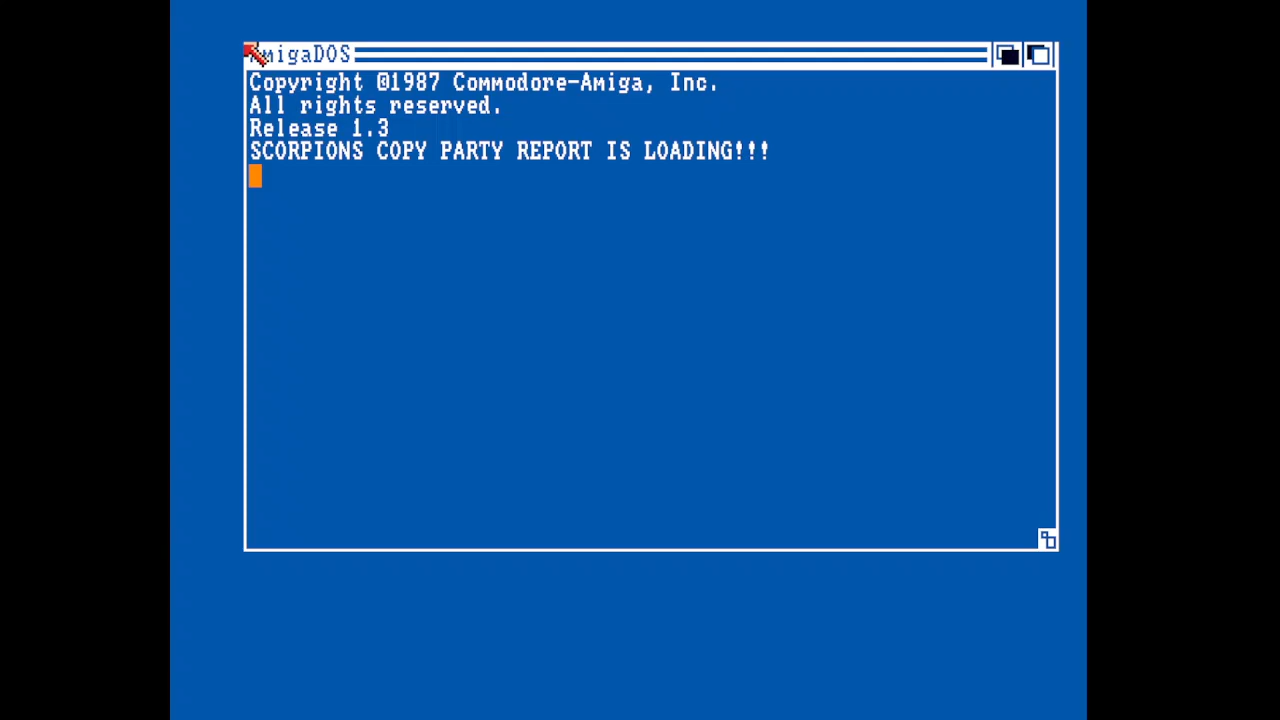 AmigaDOS
Copyright ©1987 Commodore-Amiga, Inc.
All rights reserved.
Release 1.3
SCORPIONS COPY PARTY REPORT IS LOADING!!!